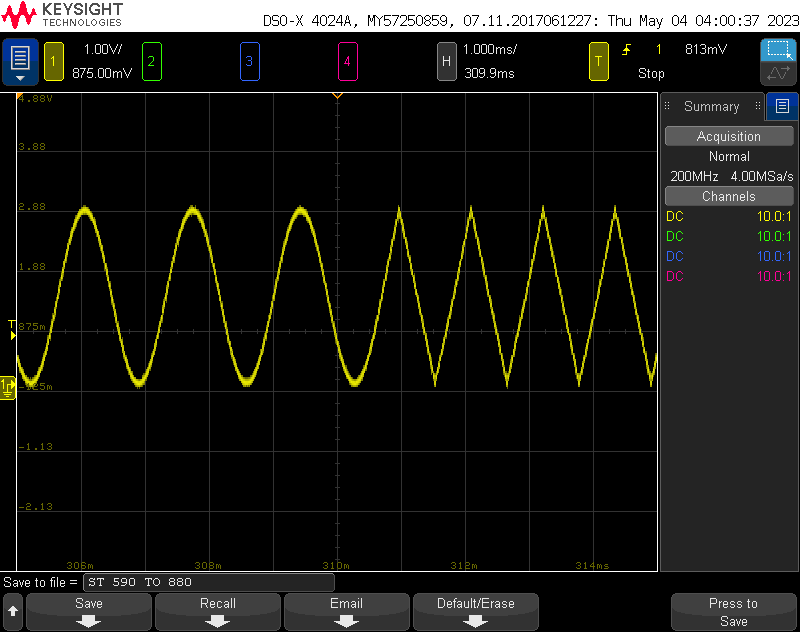 KEYSIGHT
TECHNOLOGIES
DSO-X 4024A, MY57250859, 07.11.2017061227: Thu May 04 04:00:37 2023
1 1.00V/ 2 3 4 H 1.000ms/ T 1 813mV
875.00mV 309.9ms Stop
4.88V
3.88
2.88
1.88
T
875m
-125m
-1.13
-2.13
306m 308m 310m 312m 314ms
Summary
Acquisition
Normal
200MHz 4.00MSa/s
Channels
DC 10.0:1
DC 10.0:1
DC 10.0:1
DC 10.0:1
Save to file = ST 590 TO 880
Save Recall Email Default/Erase Press to
Save